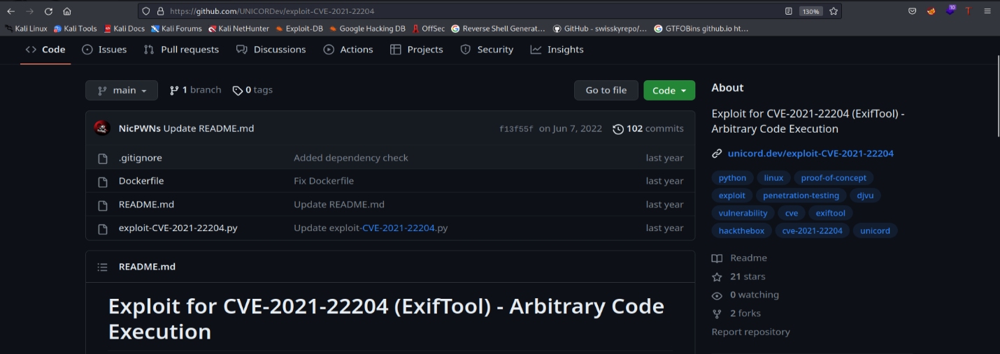 https://github.com/UNICORDev/exploit-CVE-2021-22204 130% 10 T
Kali Linux Kali Tools Kali Docs Kali Forums Kali NetHunter Exploit-DB Google Hacking DB OffSec Reverse Shell Generat… GitHub - swisskyrepo/… GTFOBins github.io ht…
Code Issues Pull requests Discussions Actions Projects Security Insights
main 1 branch 0 tags Go to file Code
NicPWNs Update README.md f13f55f on Jun 7, 2022 102 commits
.gitignore Added dependency check last year
Dockerfile Fix Dockerfile last year
README.md Update README.md last year
exploit-CVE-2021-22204.py Update exploit-CVE-2021-22204.py last year
README.md
Exploit for CVE-2021-22204 (ExifTool) - Arbitrary Code
Execution
About
Exploit for CVE-2021-22204 (ExifTool) -
Arbitrary Code Execution
unicord.dev/exploit-CVE-2021-22204
python linux proof-of-concept
exploit penetration-testing djvu
vulnerability cve exiftool
hackthebox cve-2021-22204 unicord
Readme
21 stars
0 watching
2 forks
Report repository